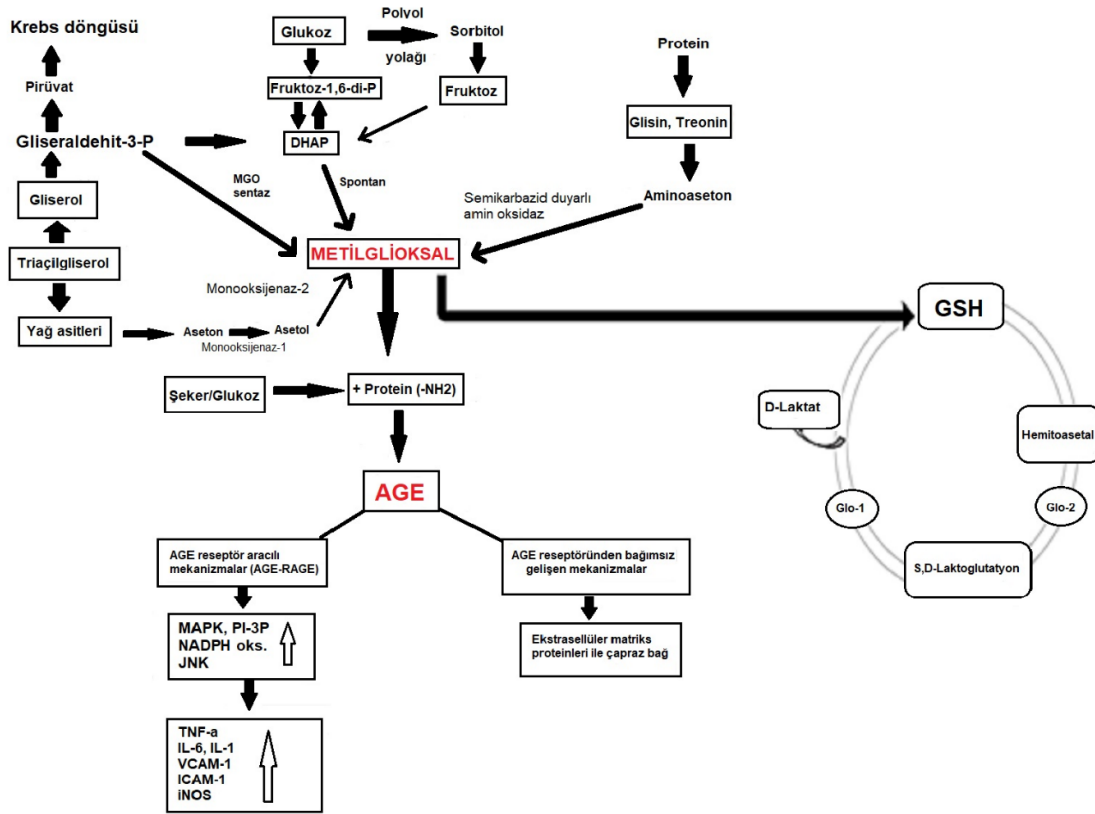 Krebs döngüsü
Pirüvat
Gliseraldehit-3-P
Gliserol
Triaçilgliserol
Yağ asitleri
Aseton
Asetol
Monooksijenaz-1
Monooksijenaz-2
MGO
sentaz
Glukoz
Polvol
yolağı
Sorbitol
Fruktoz-1,6-di-P
Fruktoz
DHAP
Spontan
Protein
Glisin, Treonin
Aminoaseton
Semikarbazid duyarlı
amin oksidaz
METİLGLİOKSAL
Şeker/Glukoz
+ Protein (-NH2)
AGE
AGE reseptör aracılı
mekanizmalar (AGE-RAGE)
MAPK, PI-3P
NADPH oks.
JNK
TNF-a
IL-6, IL-1
VCAM-1
ICAM-1
iNOS
AGE reseptöründen bağımsız
gelişen mekanizmalar
Ekstrasellüler matriks
proteinleri ile çapraz bağ
GSH
D-Laktat
Hemitoasetal
Glo-1
Glo-2
S,D-Laktoglutatyon